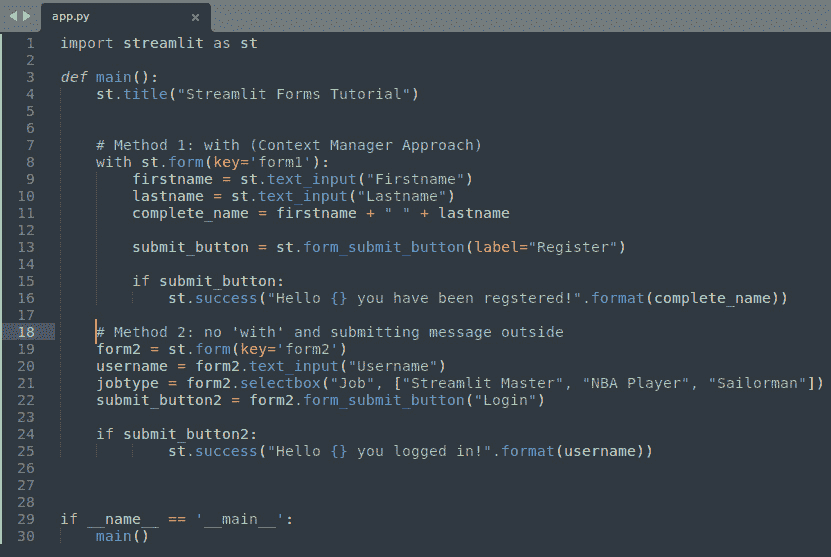 app.py ×
1 import streamlit as st
2
3 def main():
4     st.title("Streamlit Forms Tutorial")
5
6
7     # Method 1: with (Context Manager Approach)
8     with st.form(key='form1'):
9         firstname = st.text_input("Firstname")
10         lastname = st.text_input("Lastname")
11         complete_name = firstname + " " + lastname
12
13         submit_button = st.form_submit_button(label="Register")
14
15         if submit_button:
16             st.success("Hello {} you have been regstered!".format(complete_name))
17
18     # Method 2: no 'with' and submitting message outside
19     form2 = st.form(key='form2')
20     username = form2.text_input("Username")
21     jobtype = form2.selectbox("Job", ["Streamlit Master", "NBA Player", "Sailorman"])
22     submit_button2 = form2.form_submit_button("Login")
23
24     if submit_button2:
25             st.success("Hello {} you logged in!".format(username))
26
27
28
29 if __name__ == '__main__':
30     main()